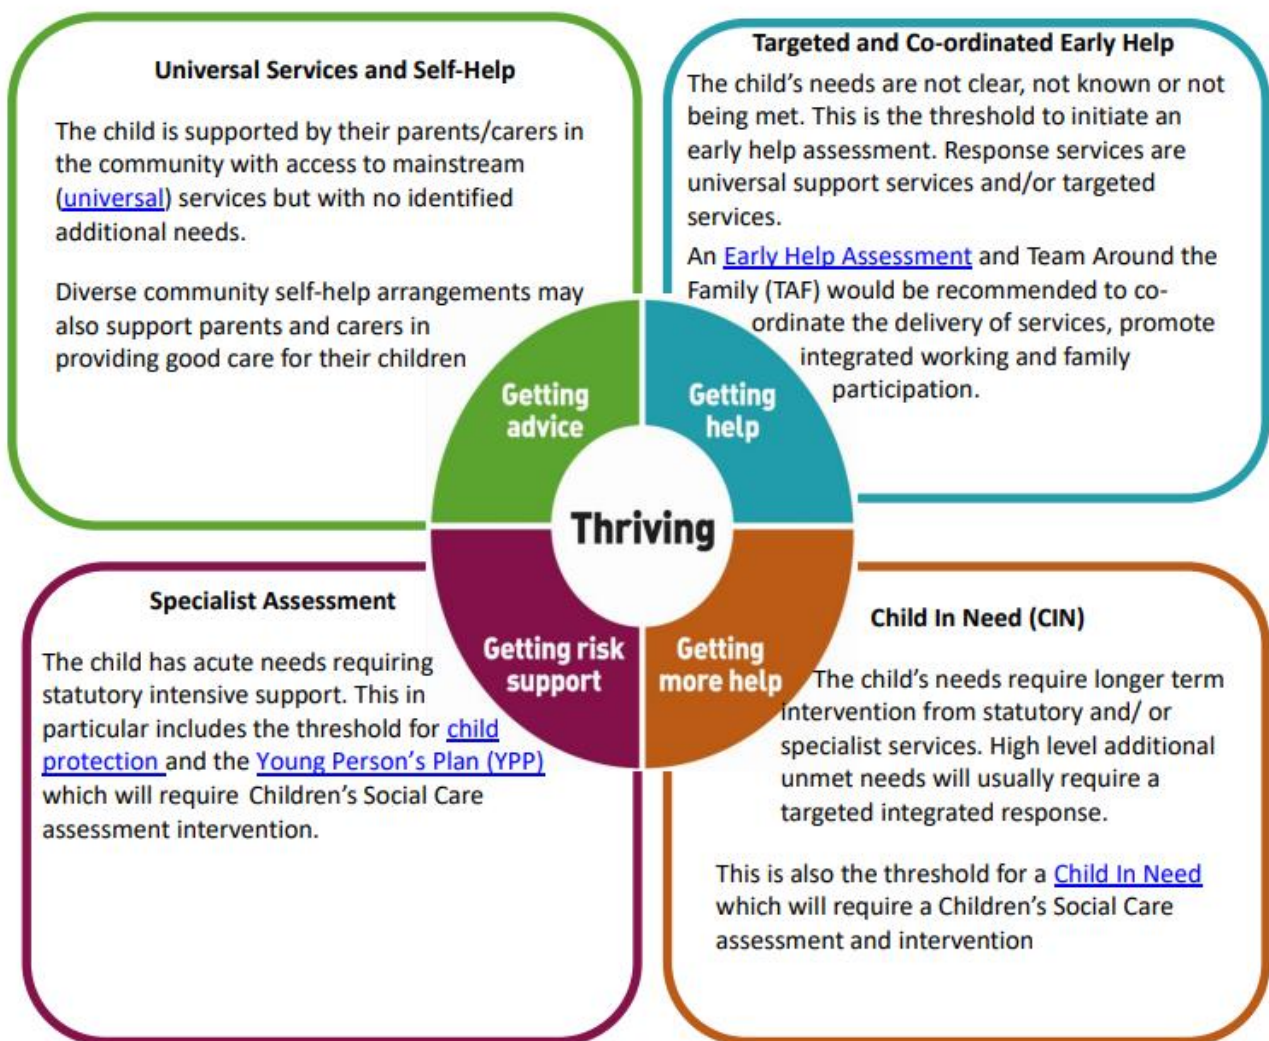 Universal Services and Self-Help
The child is supported by their parents/carers in
the community with access to mainstream
(universal) services but with no identified
additional needs.
Diverse community self-help arrangements may
also support parents and carers in
providing good care for their children
Targeted and Co-ordinated Early Help
The child’s needs are not clear, not known or not
being met. This is the threshold to initiate an
early help assessment. Response services are
universal support services and/or targeted
services.
An Early Help Assessment and Team Around the
Family (TAF) would be recommended to co-
ordinate the delivery of services, promote
integrated working and family
participation.
Getting
advice
Getting
help
Thriving
Getting risk
support
Getting
more help
Specialist Assessment
The child has acute needs requiring
statutory intensive support. This in
particular includes the threshold for child
protection and the Young Person’s Plan (YPP)
which will require Children’s Social Care
assessment intervention.
Child In Need (CIN)
The child’s needs require longer term
intervention from statutory and/ or
specialist services. High level additional
unmet needs will usually require a
targeted integrated response.
This is also the threshold for a Child In Need
which will require a Children’s Social Care
assessment and intervention